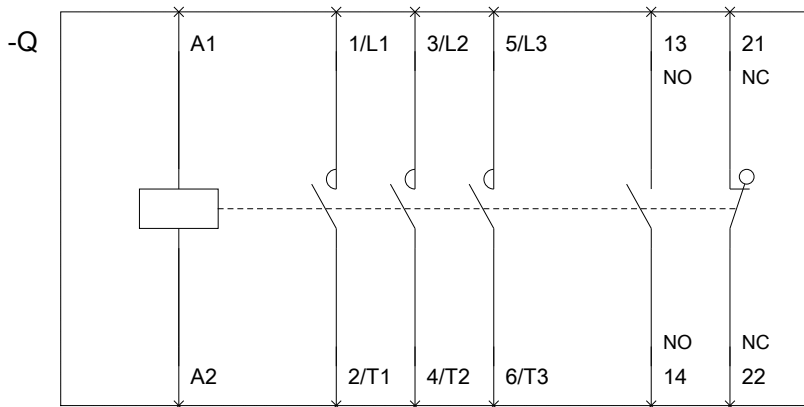 -Q
A1 1/L1 3/L2 5/L3 13 21
NO NC
NO NC
A2 2/T1 4/T2 6/T3 14 22